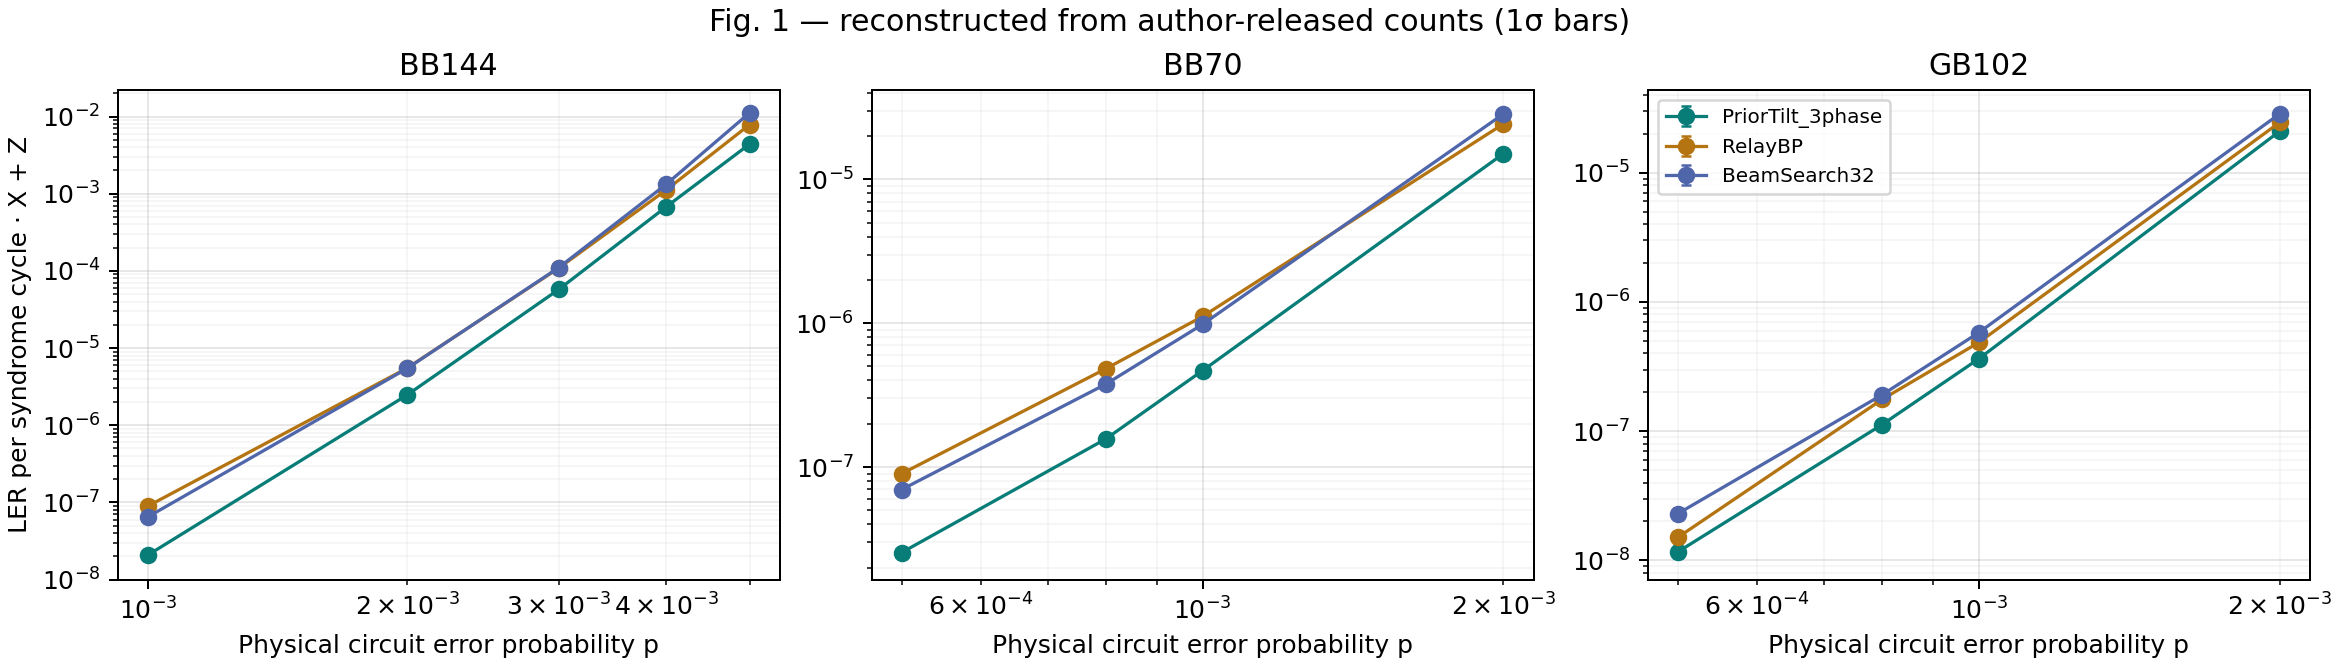 Fig. 1 — reconstructed from author-released counts (1σ bars)
BB144
BB70
GB102
LER per syndrome cycle · X + Z
10⁻²
10⁻³
10⁻⁴
10⁻⁵
10⁻⁶
10⁻⁷
10⁻⁸
10⁻³
2 × 10⁻³
3 × 10⁻³
4 × 10⁻³
Physical circuit error probability p
10⁻⁵
10⁻⁶
10⁻⁷
6 × 10⁻⁴
10⁻³
2 × 10⁻³
Physical circuit error probability p
PriorTilt_3phase
RelayBP
BeamSearch32
10⁻⁵
10⁻⁶
10⁻⁷
10⁻⁸
6 × 10⁻⁴
10⁻³
2 × 10⁻³
Physical circuit error probability p